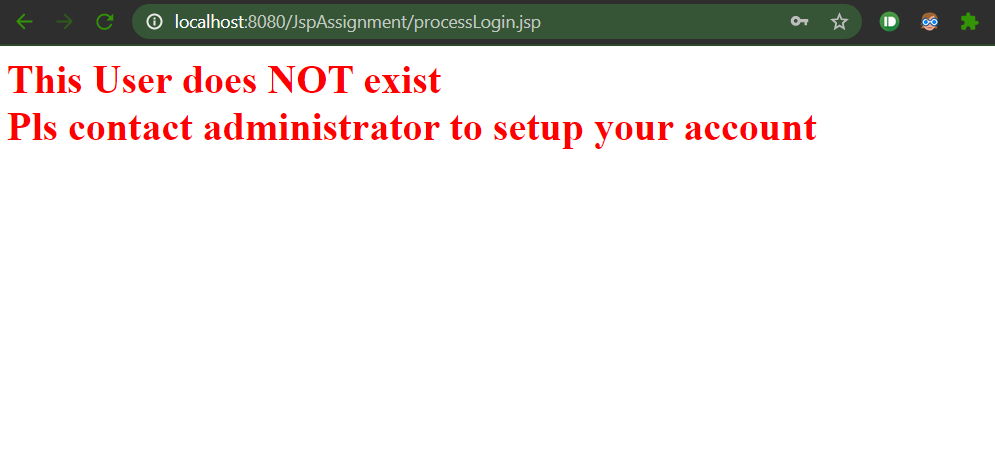 localhost:8080/JspAssignment/processLogin.jsp
This User does NOT exist
Pls contact administrator to setup your account